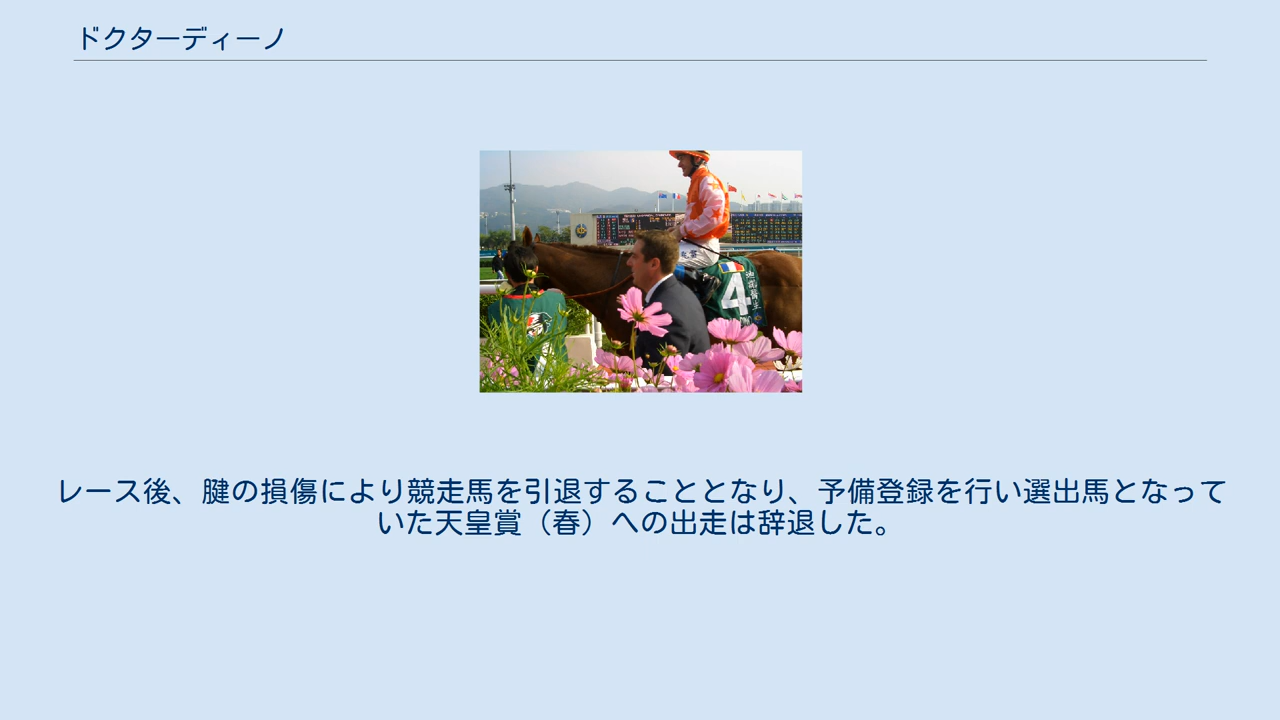 ドクターディーノ
4
レース後、腱の損傷により競走馬を引退することとなり、予備登録を行い選出馬となって
いた天皇賞（春）への出走は辞退した。